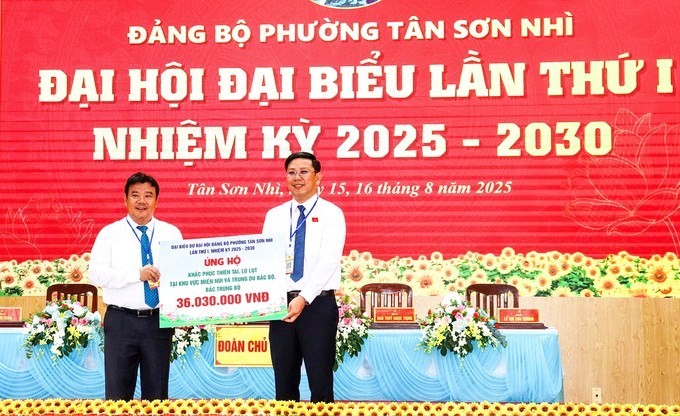 ĐẢNG BỘ PHƯỜNG TÂN SƠN NHÌ
ĐẠI HỘI ĐẠI BIỂU LẦN THỨ I
NHIỆM KỲ 2025 - 2030
Tân Sơn Nhì, 15, 16 tháng 8 năm 2025
ĐẠI BIỂU DỰ ĐẠI HỘI ĐẢNG BỘ PHƯỜNG TÂN SƠN NHÌ
LẦN THỨ I, NHIỆM KỲ 2025 - 2030
ỦNG HỘ
KHẮC PHỤC THIÊN TAI, LŨ LỤT
TẠI KHU VỰC MIỀN NÚI VÀ TRUNG DU BẮC BỘ,
BẮC TRUNG BỘ
36.030.000 VNĐ
ĐOÀN CHỦ